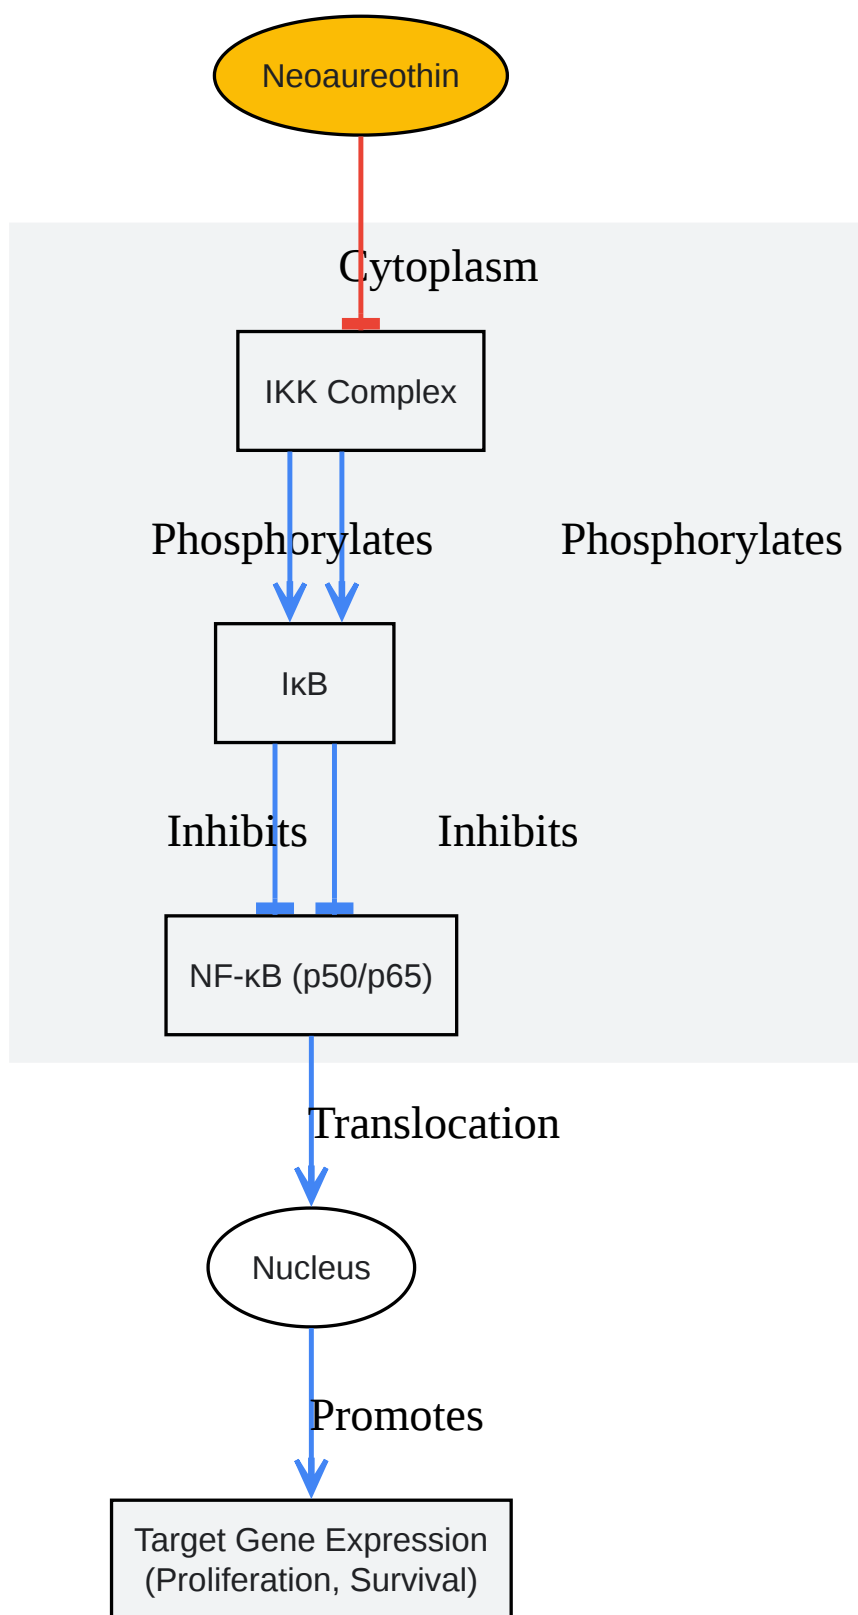 Neoaureothin
Cytoplasm
IKK Complex
Phosphorylates Phosphorylates
IκB
Inhibits Inhibits
NF-κB (p50/p65)
Translocation
Nucleus
Promotes
Target Gene Expression
(Proliferation, Survival)